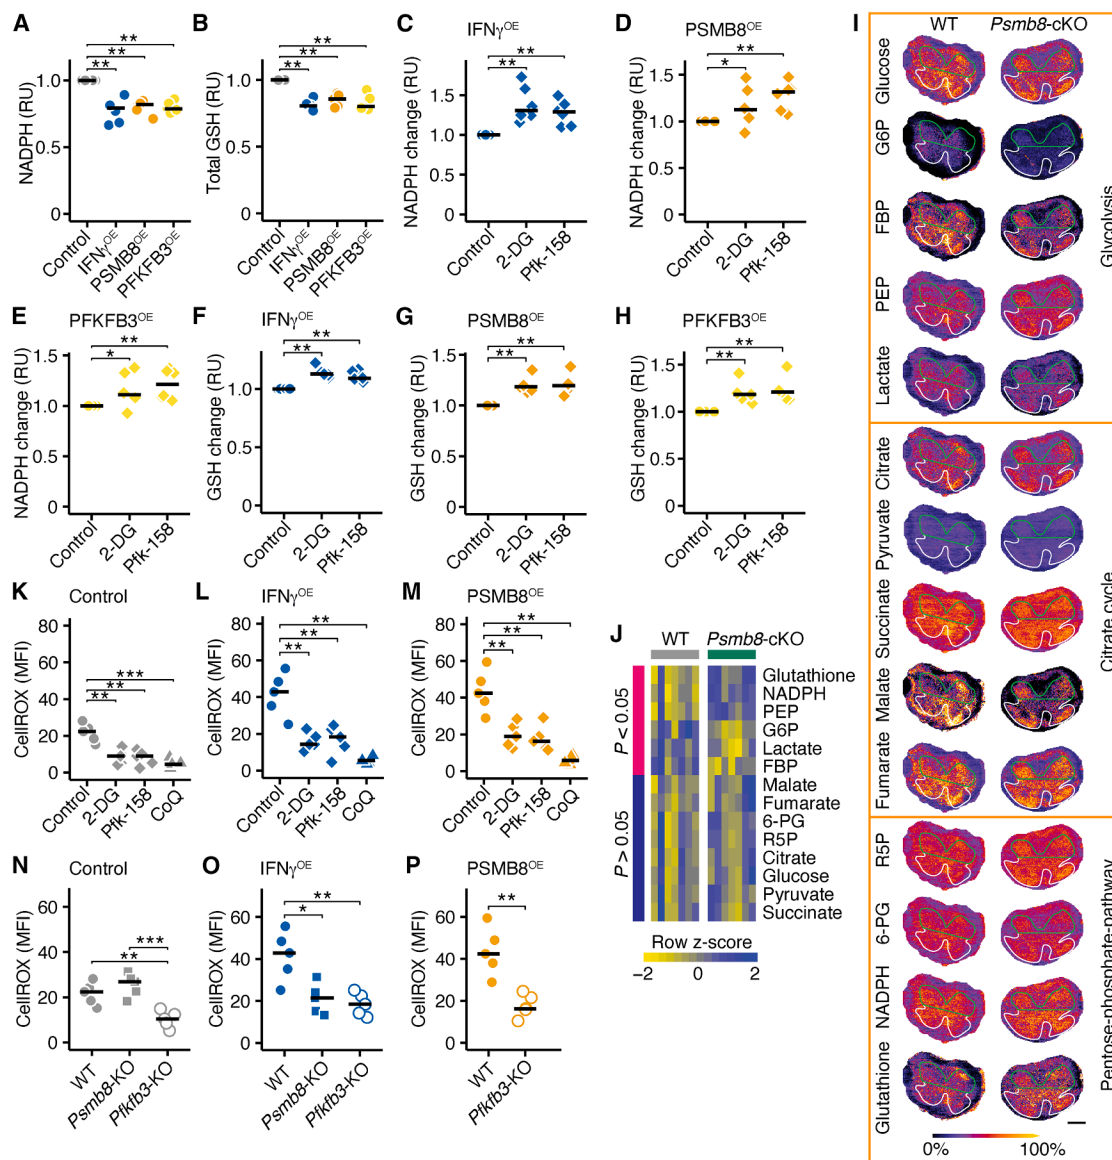 A
NADPH (RU)
1.5
1.0
0.5
0
**
**
**
Control
IFNγOE
PSMB8OE
PFKFB3OE
B
Total GSH (RU)
1.5
1.0
0.5
0
**
**
**
Control
IFNγOE
PSMB8OE
PFKFB3OE
C
IFNγOE
NADPH change (RU)
2.0
1.5
1.0
0
**
**
Control
2-DG
Pfk-158
D
PSMB8OE
NADPH change (RU)
1.5
1.0
0.5
0
**
*
Control
2-DG
Pfk-158
E
PFKFB3OE
NADPH change (RU)
1.5
1.0
0.5
0
**
*
Control
2-DG
Pfk-158
F
IFNγOE
GSH change (RU)
1.5
1.0
0.5
0
**
**
Control
2-DG
Pfk-158
G
PSMB8OE
GSH change (RU)
1.5
1.0
0.5
0
**
**
Control
2-DG
Pfk-158
H
PFKFB3OE
GSH change (RU)
1.5
1.0
0.5
0
**
**
Control
2-DG
Pfk-158
I
WT
Psmb8-cKO
Glucose
G6P
FBP
PEP
Lactate
Glycolysis
Citrate
Pyruvate
Succinate
Malate
Fumarate
Citrate cycle
R5P
6-PG
NADPH
Glutathione
Pentose-phosphate-pathway
0%
100%
J
WT
Psmb8-cKO
P < 0.05
P > 0.05
Glutathione
NADPH
PEP
G6P
Lactate
FBP
Malate
Fumarate
6-PG
R5P
Citrate
Glucose
Pyruvate
Succinate
Row z-score
−2
0
2
K
Control
CellROX (MFI)
80
60
40
20
0
***
**
**
Control
2-DG
Pfk-158
CoQ
L
IFNγOE
CellROX (MFI)
80
60
40
20
0
**
**
**
Control
2-DG
Pfk-158
CoQ
M
PSMB8OE
CellROX (MFI)
80
60
40
20
0
**
**
**
Control
2-DG
Pfk-158
CoQ
N
Control
CellROX (MFI)
60
40
20
0
***
**
WT
Psmb8-KO
Pfkfb3-KO
O
IFNγOE
CellROX (MFI)
60
40
20
0
**
*
WT
Psmb8-KO
Pfkfb3-KO
P
PSMB8OE
CellROX (MFI)
60
40
20
0
**
WT
Pfkfb3-KO